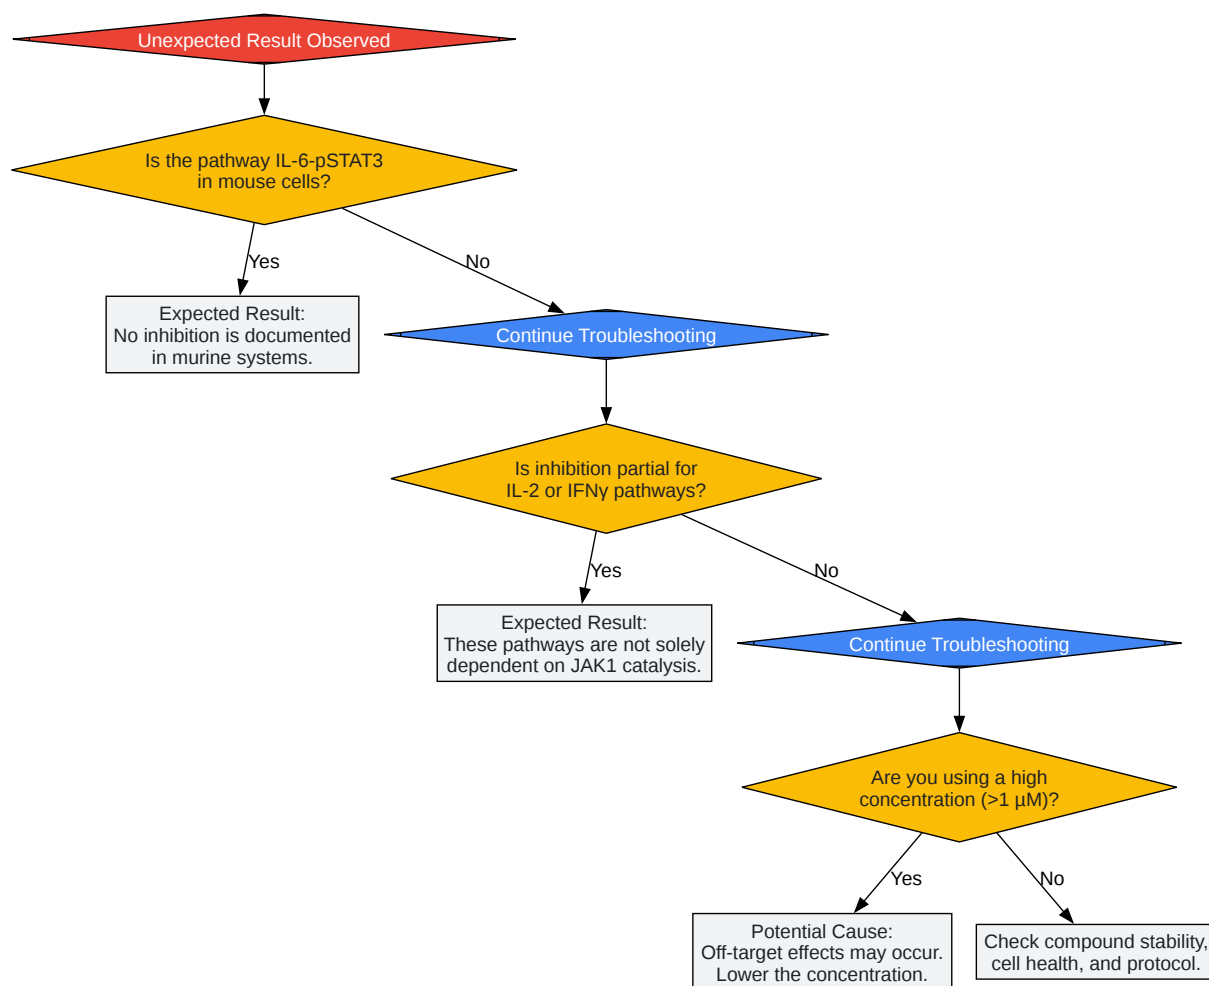 Unexpected Result Observed
Is the pathway IL-6-pSTAT3
in mouse cells?
Yes
No
Expected Result:
No inhibition is documented
in murine systems.
Continue Troubleshooting
Is inhibition partial for
IL-2 or IFNγ pathways?
Yes
No
Expected Result:
These pathways are not solely
dependent on JAK1 catalysis.
Continue Troubleshooting
Are you using a high
concentration (>1 µM)?
Yes
No
Potential Cause:
Off-target effects may occur.
Lower the concentration.
Check compound stability,
cell health, and protocol.